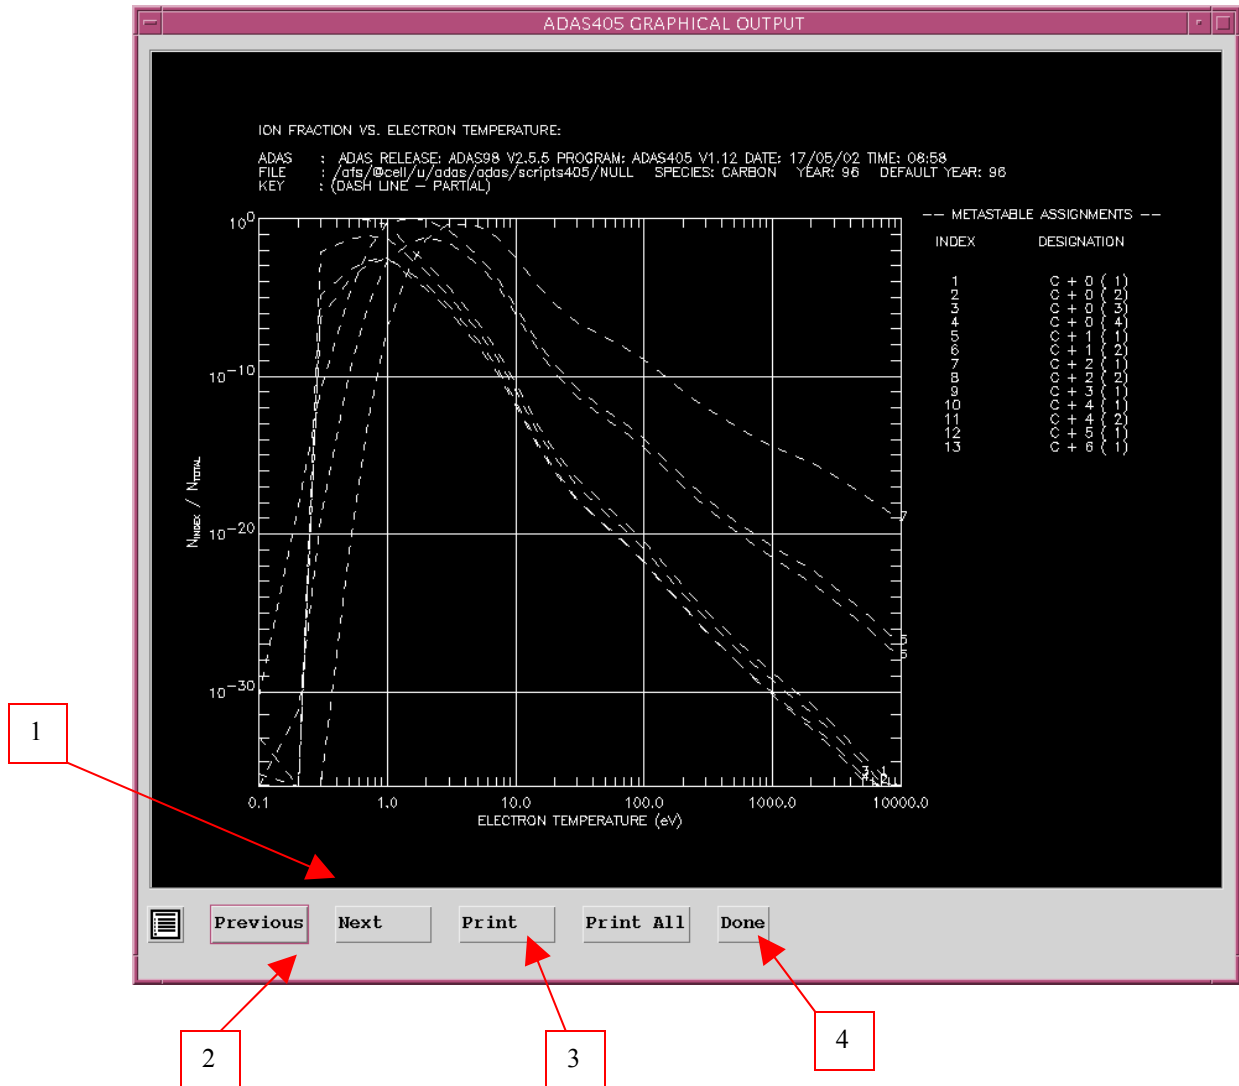 ADAS405 GRAPHICAL OUTPUT
ION FRACTION VS. ELECTRON TEMPERATURE:
ADAS : ADAS RELEASE: ADAS98 V2.5.5 PROGRAM: ADAS405 V1.12 DATE: 17/05/02 TIME: 08:58
FILE : /afs/@cell/u/adas/adas/scripts405/NULL SPECIES: CARBON YEAR: 96 DEFAULT YEAR: 96
KEY : (DASH LINE — PARTIAL)
-- METASTABLE ASSIGNMENTS --
INDEX DESIGNATION
1 C + 0 ( 1)
2 C + 0 ( 2)
3 C + 0 ( 3)
4 C + 0 ( 4)
5 C + 1 ( 1)
6 C + 1 ( 2)
7 C + 2 ( 1)
8 C + 2 ( 2)
9 C + 3 ( 1)
10 C + 4 ( 1)
11 C + 4 ( 2)
12 C + 5 ( 1)
13 C + 6 ( 1)
10^0
10^-10
10^-20
10^-30
N_INDEX / N_TOTAL
7
0.1 1.0 10.0 100.0 1000.0 10000.0
ELECTRON TEMPERATURE (eV)
Previous Next Print Print All Done
1
2
3
4